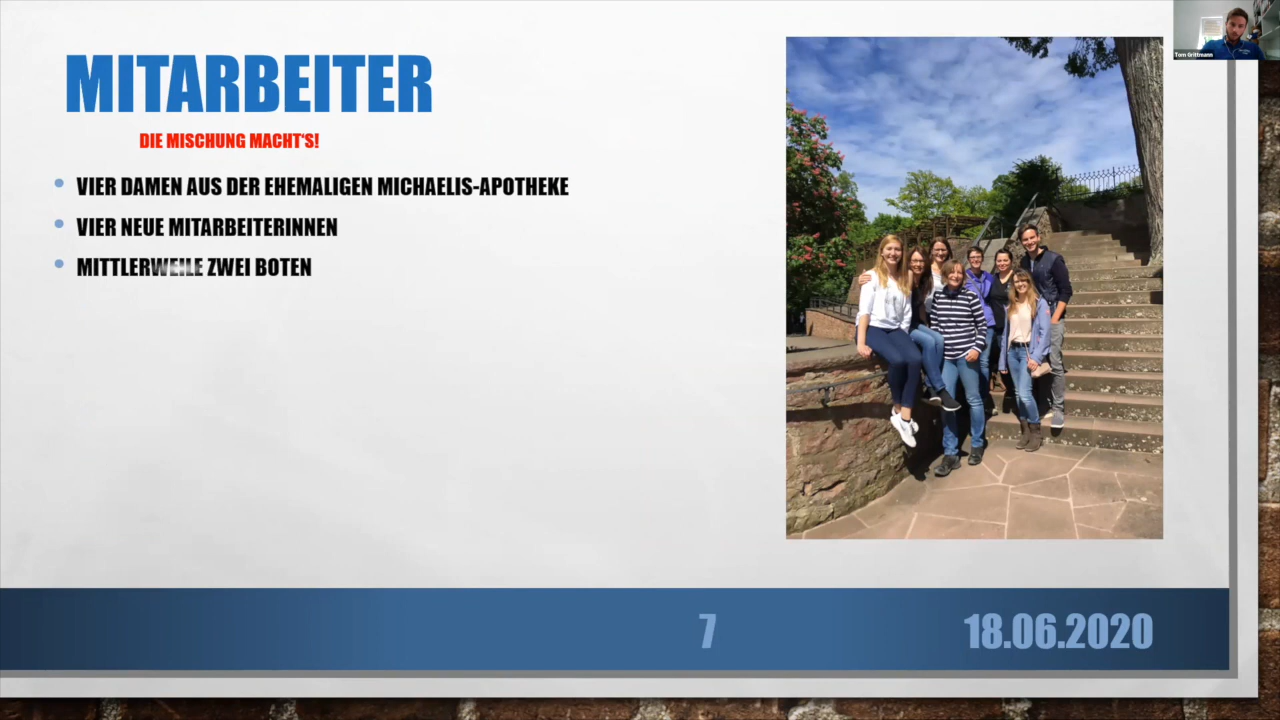 MITARBEITER
DIE MISCHUNG MACHT'S!
VIER DAMEN AUS DER EHEMALIGEN MICHAELIS-APOTHEKE
VIER NEUE MITARBEITERINNEN
MITTLERWEILE ZWEI BOTEN
7
18.06.2020
Tom Grittmann